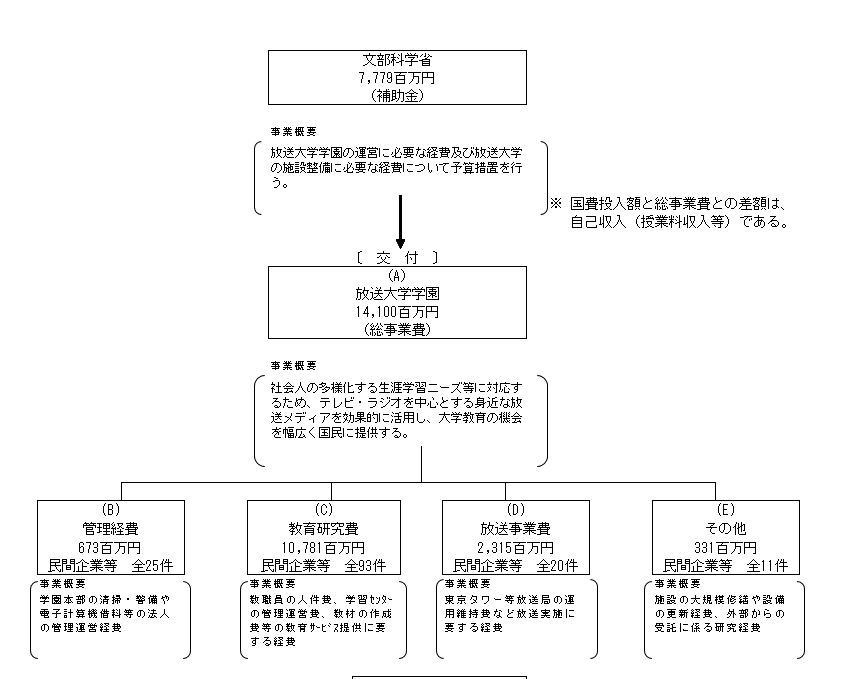 文部科学省
7,779百万円
(補助金)
事業概要
放送大学学園の運営に必要な経費及び放送大学
の施設整備に必要な経費について予算措置を行
う。
※ 国費投入額と総事業費との差額は、
自己収入（授業料収入等）である。
〔 交 付 〕
(A)
放送大学学園
14,100百万円
(総事業費)
事業概要
社会人の多様化する生涯学習ニーズ等に対応す
るため、テレビ・ラジオを中心とする身近な放
送メディアを効果的に活用し、大学教育の機会
を幅広く国民に提供する。
(B)
管理経費
673百万円
民間企業等 全25件
事業概要
学園本部の清掃・警備や
電子計算機借料等の法人
の管理運営経費
(C)
教育研究費
10,781百万円
民間企業等 全93件
事業概要
教職員の人件費、学習ｾﾝﾀｰ
の管理運営費、教材の作成
費等の教育ｻｰﾋﾞｽ提供に要
する経費
(D)
放送事業費
2,315百万円
民間企業等 全20件
事業概要
東京タワー等放送局の運
用維持費など放送実施に
要する経費
(E)
その他
331百万円
民間企業等 全11件
事業概要
施設の大規模修繕や設備
の更新経費、外部からの
受託に係る研究経費